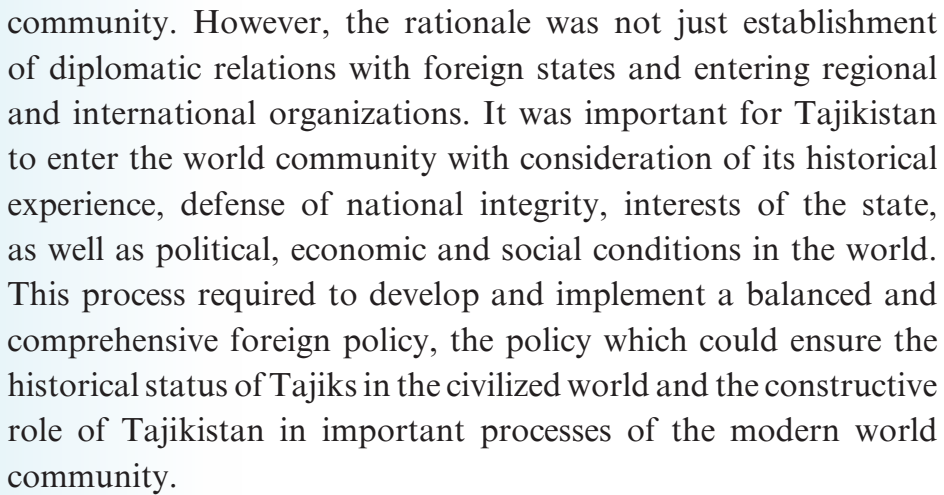 community. However, the rationale was not just establishment
of diplomatic relations with foreign states and entering regional
and international organizations. It was important for Tajikistan
to enter the world community with consideration of its historical
experience, defense of national integrity, interests of the state,
as well as political, economic and social conditions in the world.
This process required to develop and implement a balanced and
comprehensive foreign policy, the policy which could ensure the
historical status of Tajiks in the civilized world and the constructive
role of Tajikistan in important processes of the modern world
community.